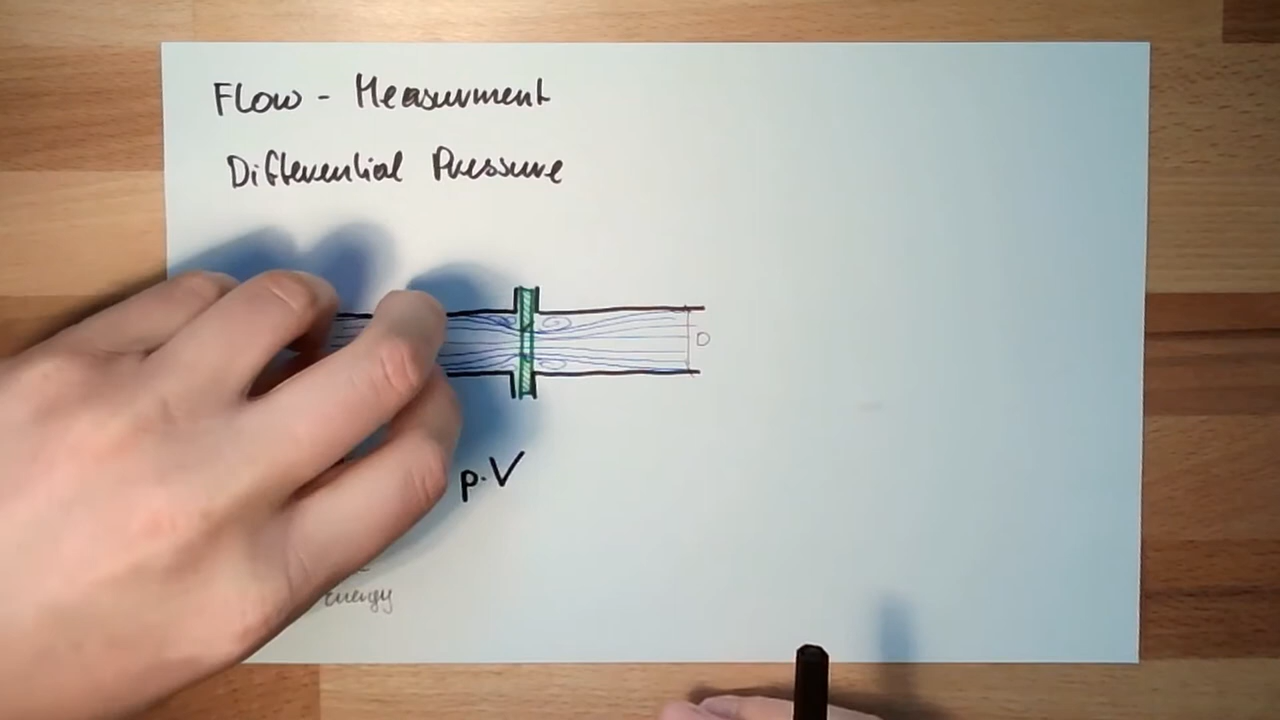 Flow - Measurment
Differential Pressure
D
p.V
energy